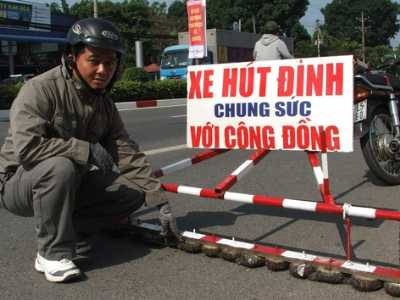 XE HÚT ĐINH
CHUNG SỨC
VỚI CỘNG ĐỒNG